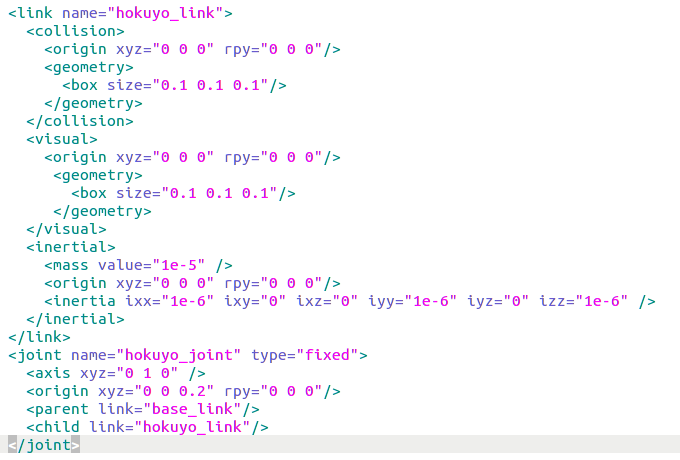 <link name="hokuyo_link">
  <collision>
    <origin xyz="0 0 0" rpy="0 0 0"/>
    <geometry>
      <box size="0.1 0.1 0.1"/>
    </geometry>
  </collision>
  <visual>
    <origin xyz="0 0 0" rpy="0 0 0"/>
     <geometry>
       <box size="0.1 0.1 0.1"/>
     </geometry>
  </visual>
  <inertial>
    <mass value="1e-5" />
    <origin xyz="0 0 0" rpy="0 0 0"/>
    <inertia ixx="1e-6" ixy="0" ixz="0" iyy="1e-6" iyz="0" izz="1e-6" />
  </inertial>
</link>
<joint name="hokuyo_joint" type="fixed">
  <axis xyz="0 1 0" />
  <origin xyz="0 0 0.2" rpy="0 0 0"/>
  <parent link="base_link"/>
  <child link="hokuyo_link"/>
</joint>